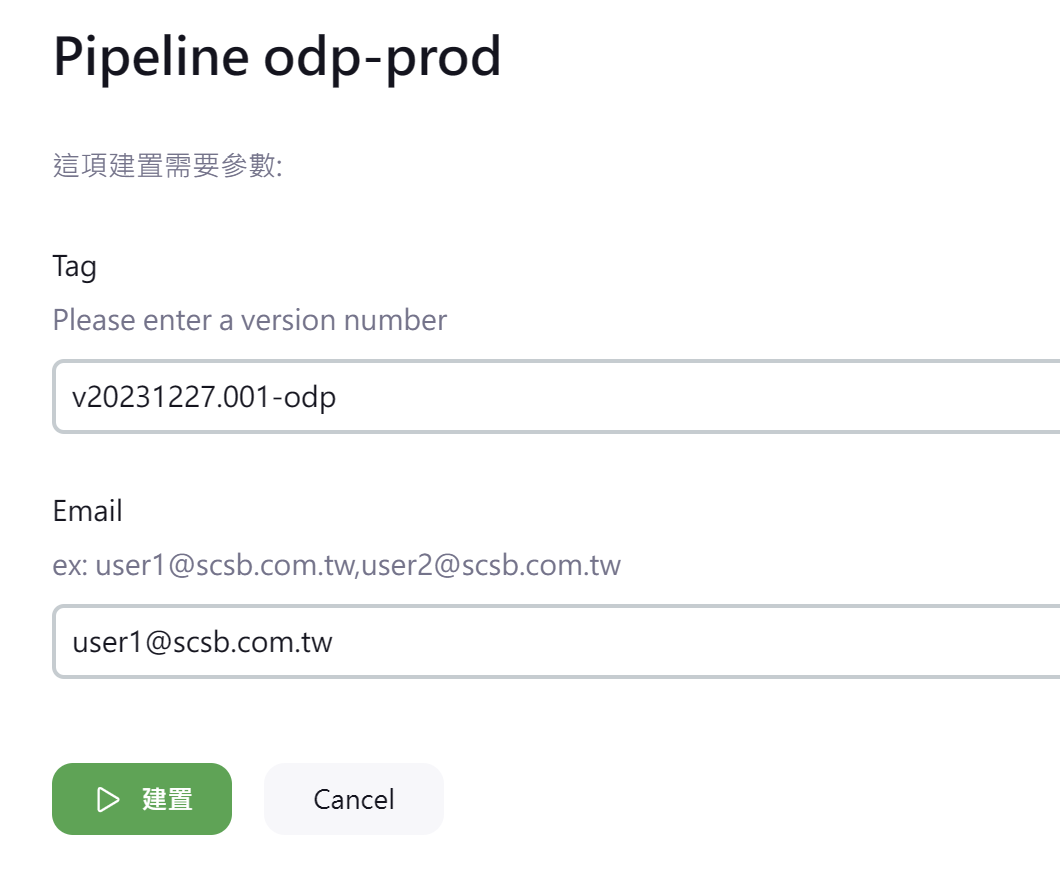 Pipeline odp-prod
這項建置需要參數:
Tag
Please enter a version number
v20231227.001-odp
Email
ex: user1@scsb.com.tw,user2@scsb.com.tw
user1@scsb.com.tw
建置
Cancel